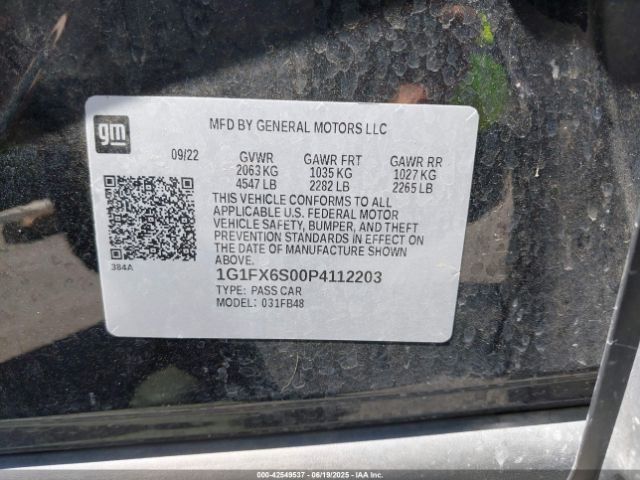 gm
MFD BY GENERAL MOTORS LLC
09/22 GVWR GAWR FRT GAWR RR
2063 KG 1035 KG 1027 KG
4547 LB 2282 LB 2265 LB
THIS VEHICLE CONFORMS TO ALL
APPLICABLE U.S. FEDERAL MOTOR
VEHICLE SAFETY, BUMPER, AND THEFT
PREVENTION STANDARDS IN EFFECT ON
THE DATE OF MANUFACTURE SHOWN
ABOVE.
384A
1G1FX6S00P4112203
TYPE: PASS CAR
MODEL: 031FB48
000-42549537 - 06/19/2025 - IAAI.COM